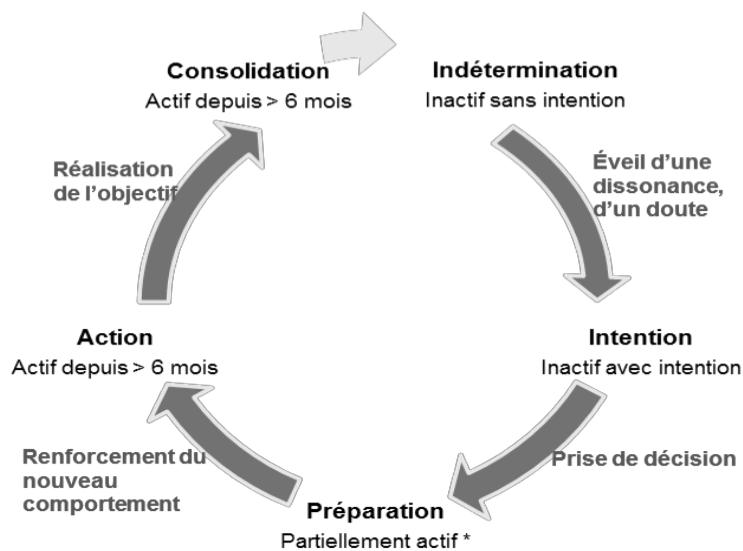 Consolidation
Actif depuis > 6 mois
Indétermination
Inactif sans intention
Éveil d’une
dissonance,
d’un doute
Intention
Inactif avec intention
Prise de décision
Préparation
Partiellement actif *
Renforcement du
nouveau
comportement
Action
Actif depuis > 6 mois
Réalisation
de l’objectif